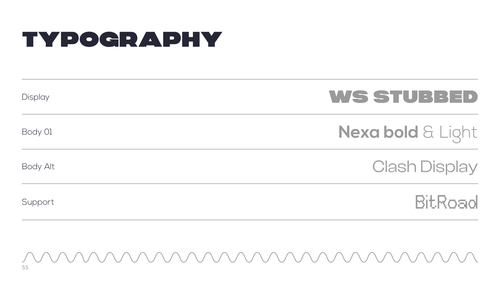 TYPOGRAPHY
Display WS STUBBED
Body 01 Nexa bold & Light
Body Alt Clash Display
Support BitRoad
55